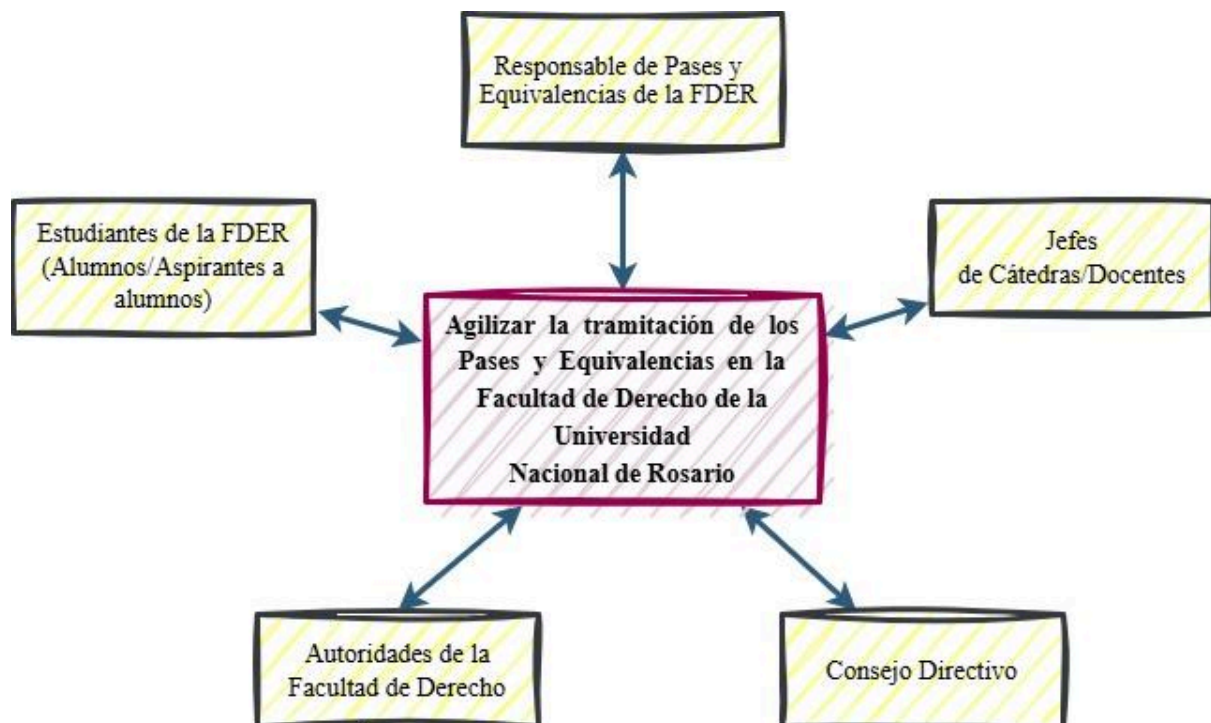 Responsable de Pases y
Equivalencias de la FDER
Estudiantes de la FDER
(Alumnos/Aspirantes a
alumnos)
Jefes
de Cátedras/Docentes
Agilizar la tramitación de los
Pases y Equivalencias en la
Facultad de Derecho de la
Universidad
Nacional de Rosario
Autoridades de la
Facultad de Derecho
Consejo Directivo